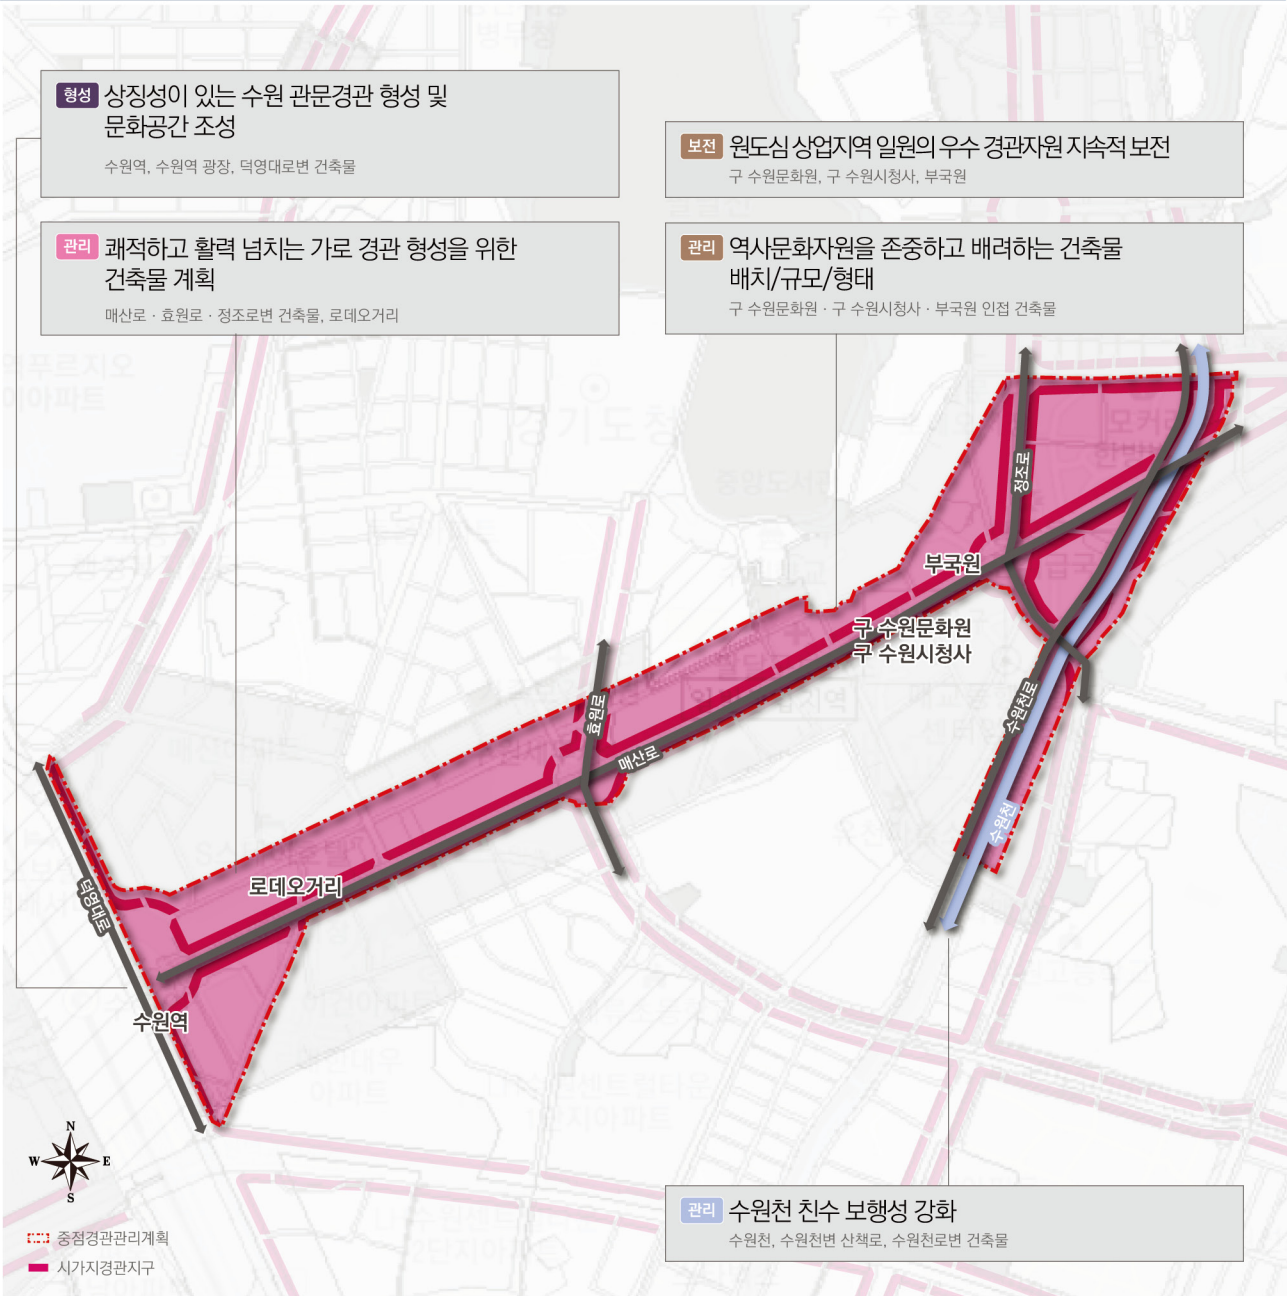 형성 상징성이 있는 수원 관문경관 형성 및
문화공간 조성
수원역, 수원역 광장, 덕영대로변 건축물
보전 원도심 상업지역 일원의 우수 경관자원 지속적 보전
구 수원문화원, 구 수원시청사, 부국원
관리 쾌적하고 활력 넘치는 가로 경관 형성을 위한
건축물 계획
매산로 · 효원로 · 정조로변 건축물, 로데오거리
관리 역사문화자원을 존중하고 배려하는 건축물
배치/규모/형태
구 수원문화원 · 구 수원시청사 · 부국원 인접 건축물
경기도청
중앙도서관
정조로
부국원
구 수원문화원
구 수원시청사
효원로
매산로
수원천로
수원천
로데오거리
덕영대로
수원역
아파트
N
W E
S
중점경관관리계획
시가지경관지구
관리 수원천 친수 보행성 강화
수원천, 수원천변 산책로, 수원천로변 건축물